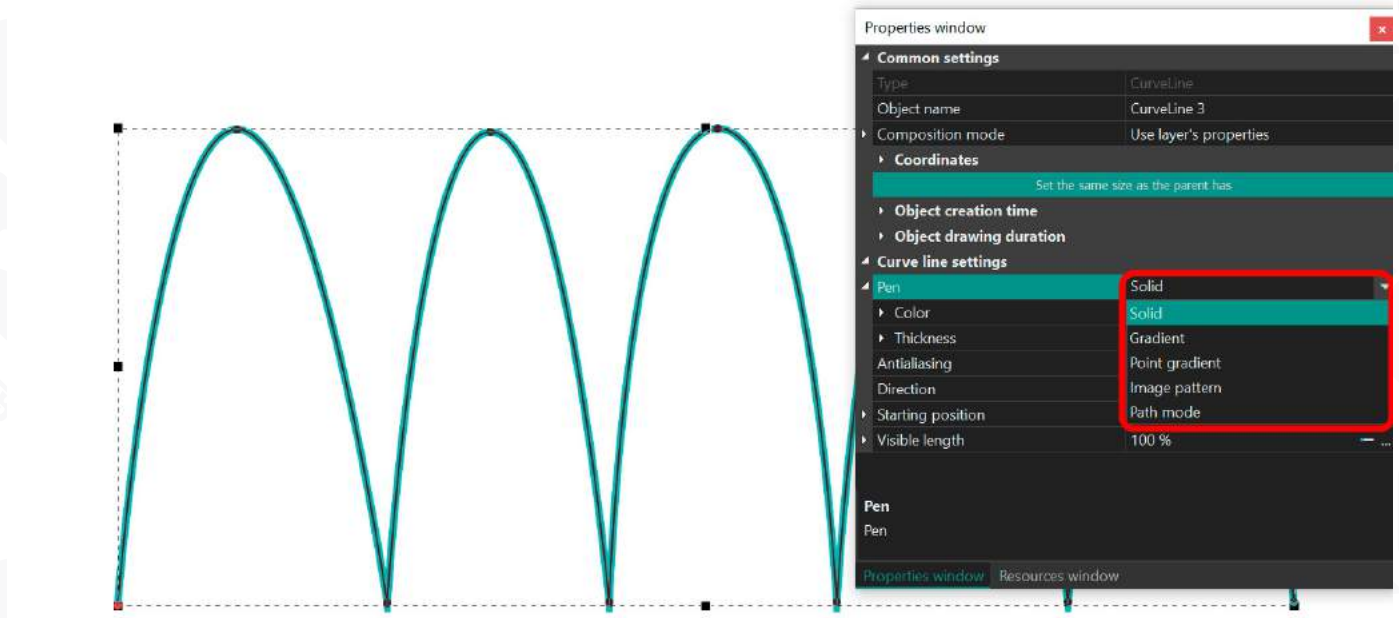 Properties window
Common settings
Type CurveLine
Object name CurveLine 3
Composition mode Use layer's properties
Coordinates
Set the same size as the parent has
Object creation time
Object drawing duration
Curve line settings
Pen Solid
Color Solid
Thickness Gradient
Antialiasing Point gradient
Direction Image pattern
Starting position Path mode
Visible length 100 % ...
Pen
Pen
Properties window Resources window